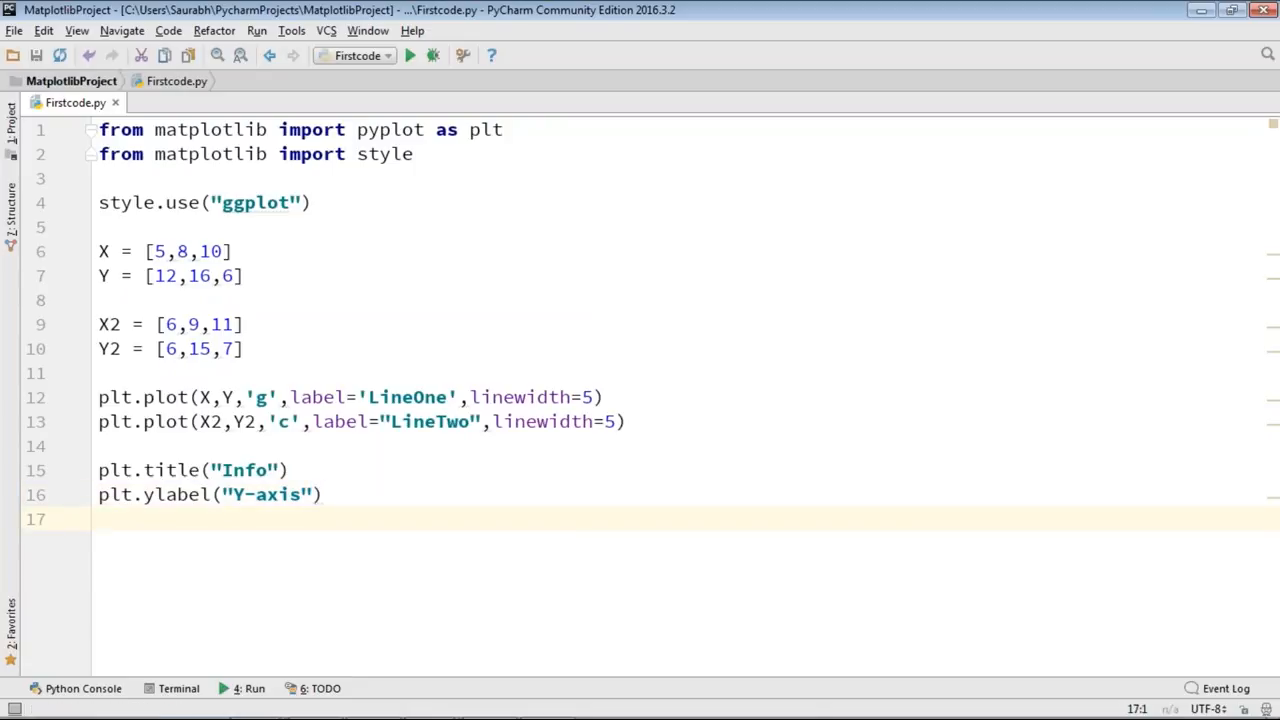 MatplotlibProject - [C:\Users\Saurabh\PycharmProjects\MatplotlibProject] - ...\Firstcode.py - PyCharm Community Edition 2016.3.2
File Edit View Navigate Code Refactor Run Tools VCS Window Help
Firstcode
MatplotlibProject Firstcode.py
Firstcode.py
1: Project
Z: Structure
2: Favorites
1 from matplotlib import pyplot as plt
2 from matplotlib import style
3
4 style.use("ggplot")
5
6 X = [5,8,10]
7 Y = [12,16,6]
8
9 X2 = [6,9,11]
10 Y2 = [6,15,7]
11
12 plt.plot(X,Y,'g',label='LineOne',linewidth=5)
13 plt.plot(X2,Y2,'c',label="LineTwo",linewidth=5)
14
15 plt.title("Info")
16 plt.ylabel("Y-axis")
17
Python Console Terminal 4: Run 6: TODO Event Log
17:1 n/a UTF-8